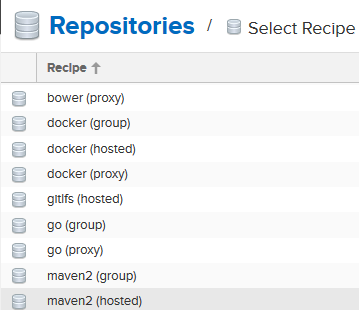 Repositories / Select Recipe
Recipe ↑
bower (proxy)
docker (group)
docker (hosted)
docker (proxy)
gitlfs (hosted)
go (group)
go (proxy)
maven2 (group)
maven2 (hosted)